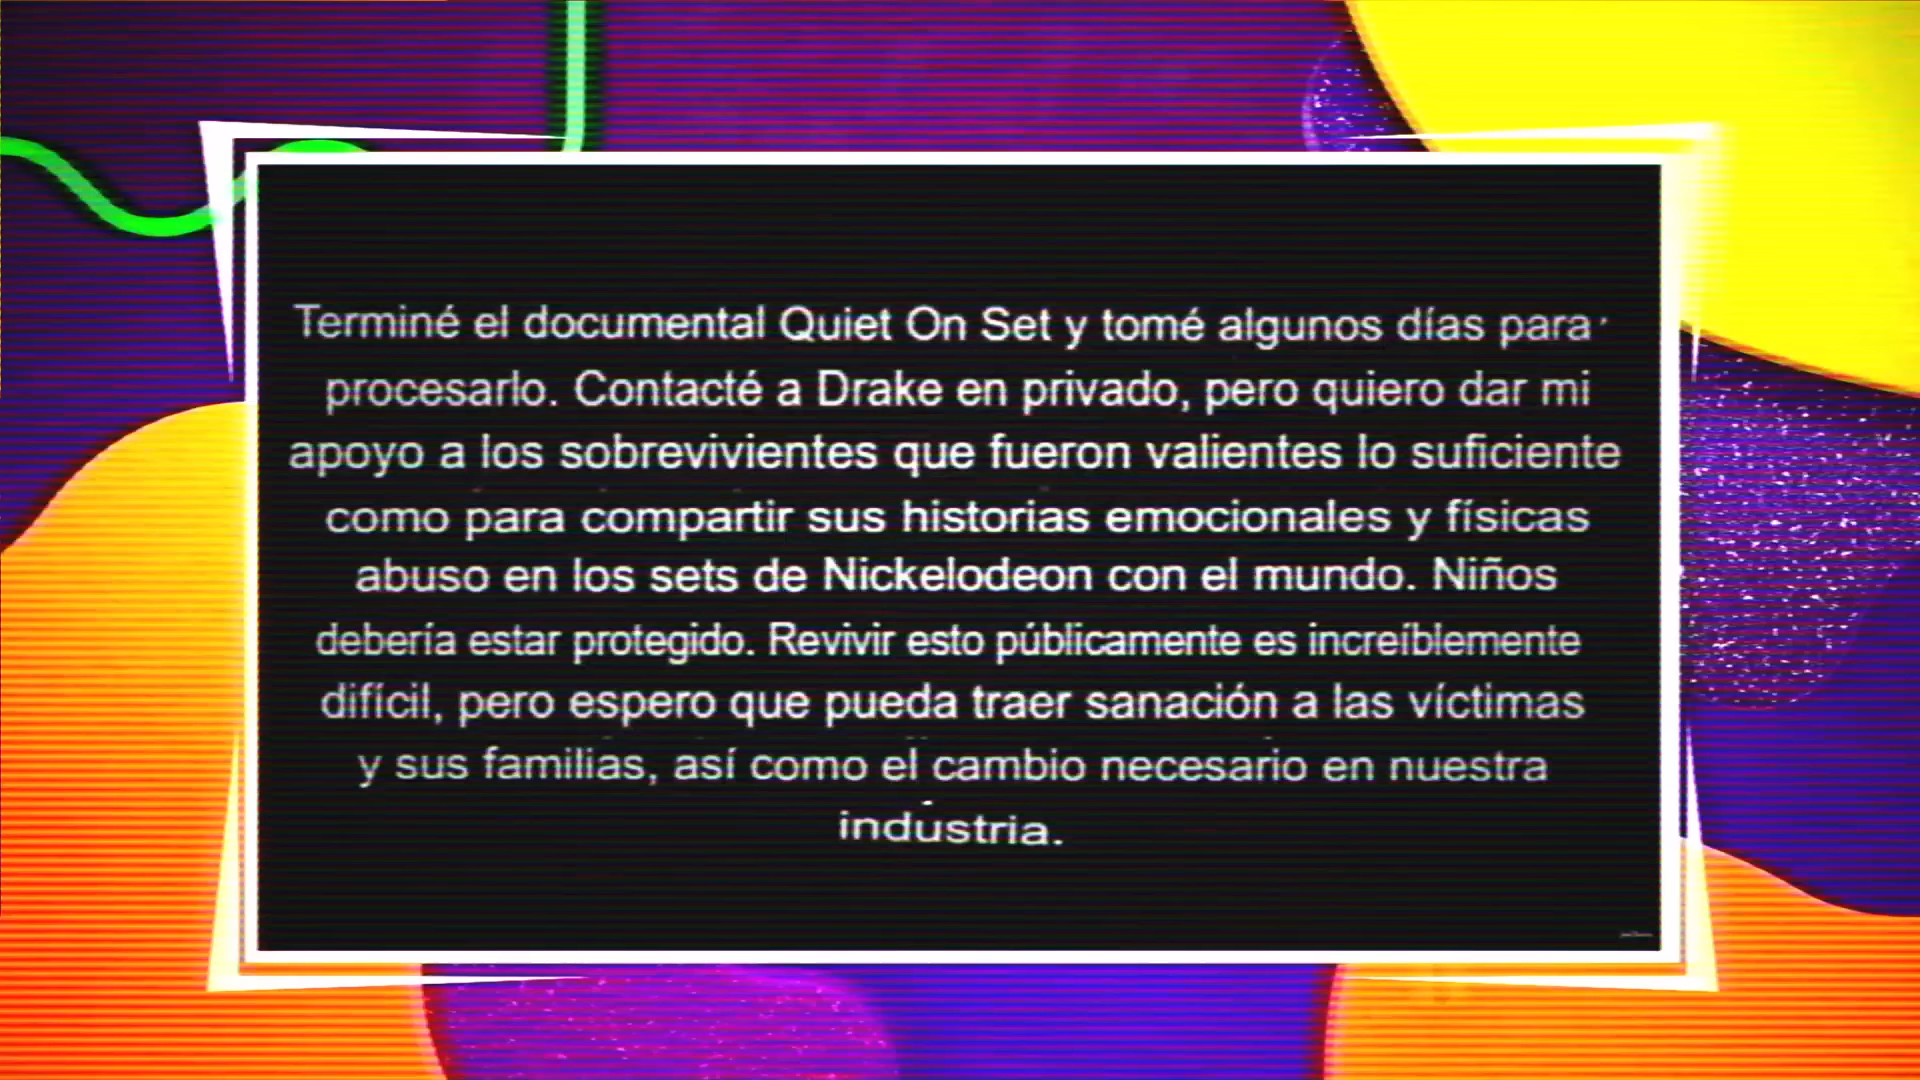 Terminé el documental Quiet On Set y tomé algunos días para
procesarlo. Contacté a Drake en privado, pero quiero dar mi
apoyo a los sobrevivientes que fueron valientes lo suficiente
como para compartir sus historias emocionales y físicas
abuso en los sets de Nickelodeon con el mundo. Niños
debería estar protegido. Revivir esto públicamente es increíblemente
difícil, pero espero que pueda traer sanación a las víctimas
y sus familias, así como el cambio necesario en nuestra
industria.